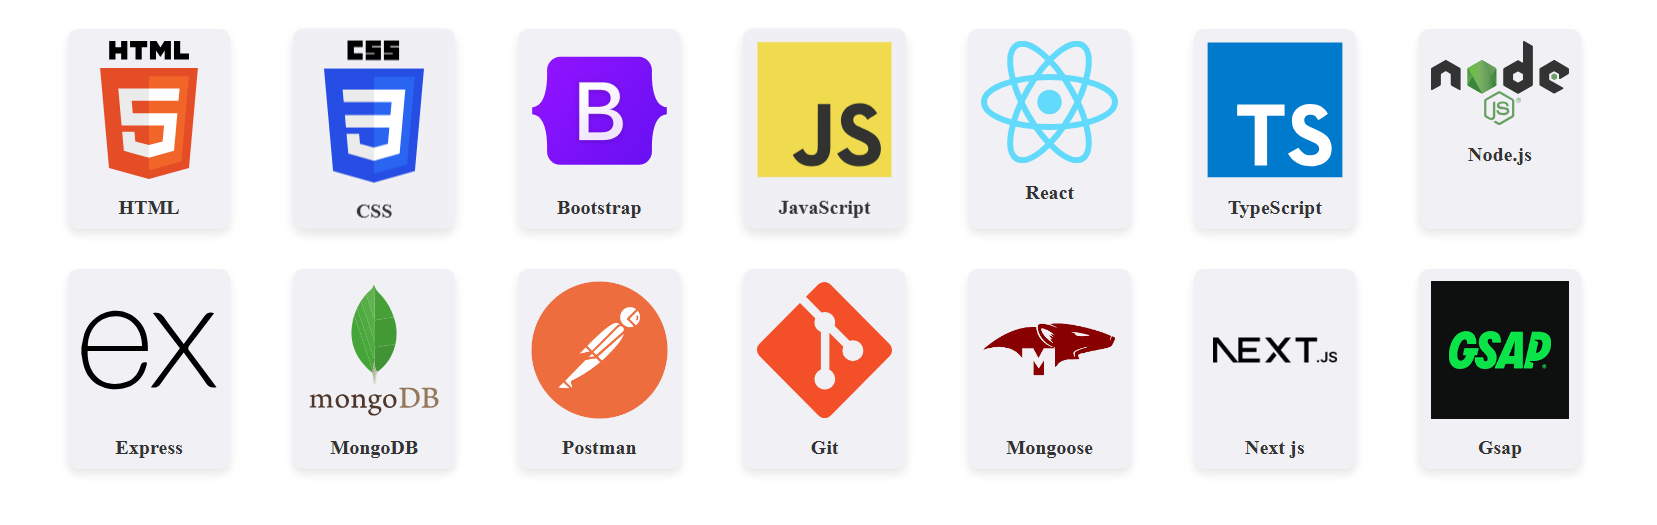 HTML
HTML
CSS
CSS
B
Bootstrap
JS
JavaScript
React
TS
TypeScript
node
JS
®
Node.js
ex
Express
mongoDB
MongoDB
Postman
Git
M
Mongoose
NEXT.JS
Next js
GSAP
Gsap